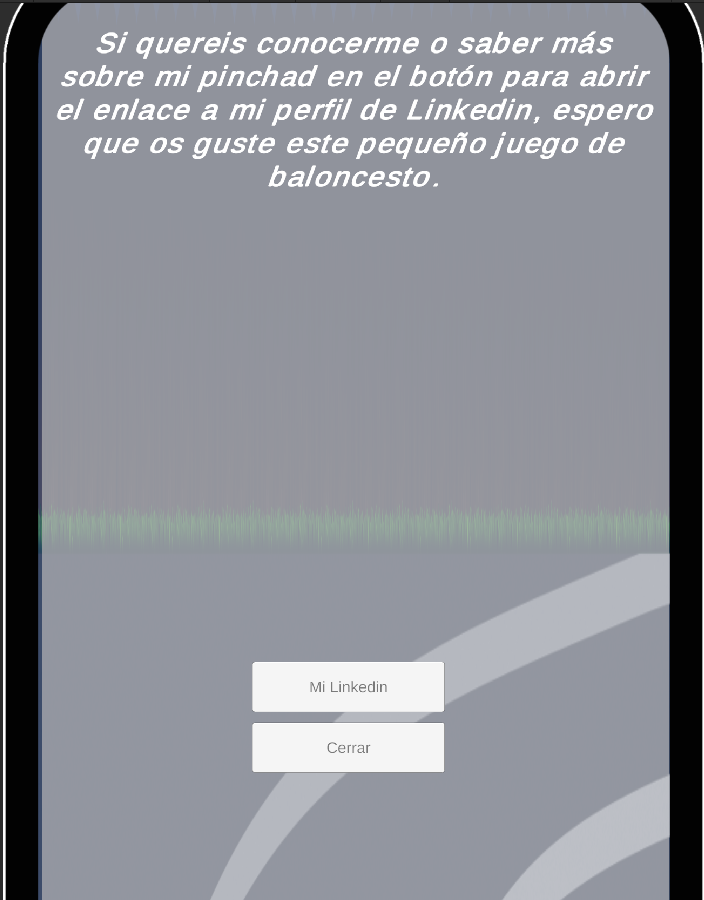 Si quereis conocerme o saber más
sobre mi pinchad en el botón para abrir
el enlace a mi perfil de Linkedin, espero
que os guste este pequeño juego de
baloncesto.
Mi Linkedin
Cerrar